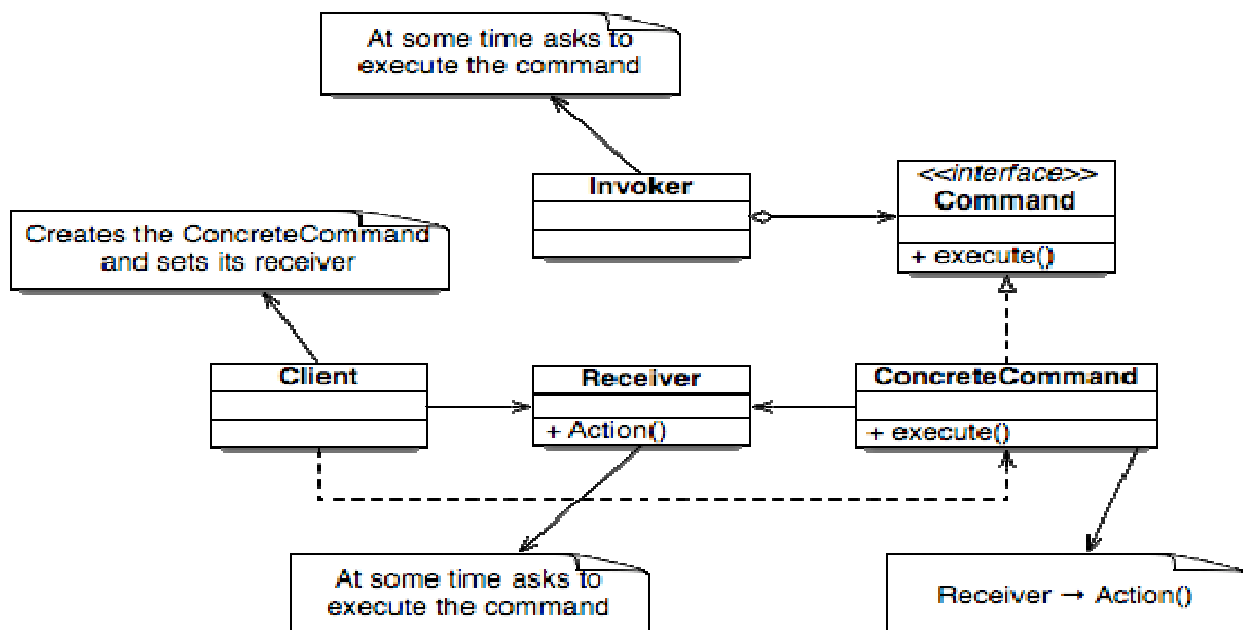 At some time asks to
execute the command
Invoker
<<interface>>
Command
+ execute()
Creates the ConcreteCommand
and sets its receiver
Client
Receiver
+ Action()
ConcreteCommand
+ execute()
At some time asks to
execute the command
Receiver → Action()